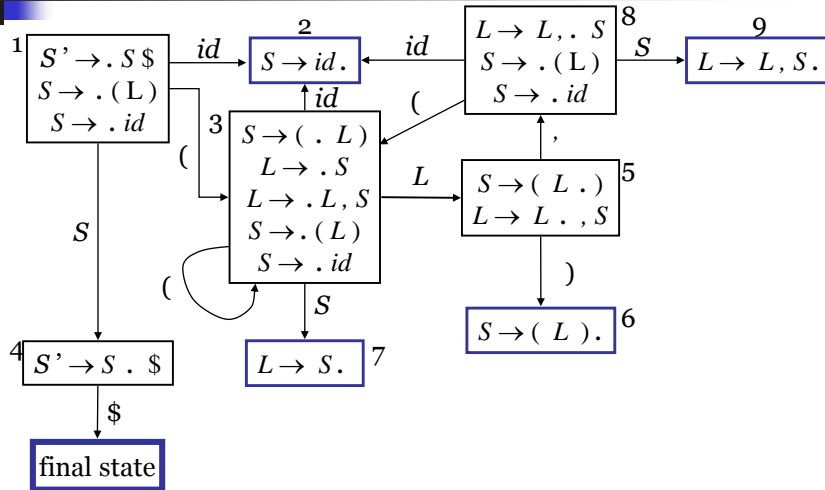 1
S' → . S $
S → . ( L )
S → . id
id
2
S → id .
id
8
L → L , . S
S → . (L)
S → . id
S
9
L → L , S .
id
(
3
S → ( . L )
L → . S
L → . L , S
S → . ( L )
S → . id
(
L
,
5
S → ( L . )
L → L . , S
S
(
S
)
6
S → ( L ) .
4
S' → S . $
7
L → S .
$
final state